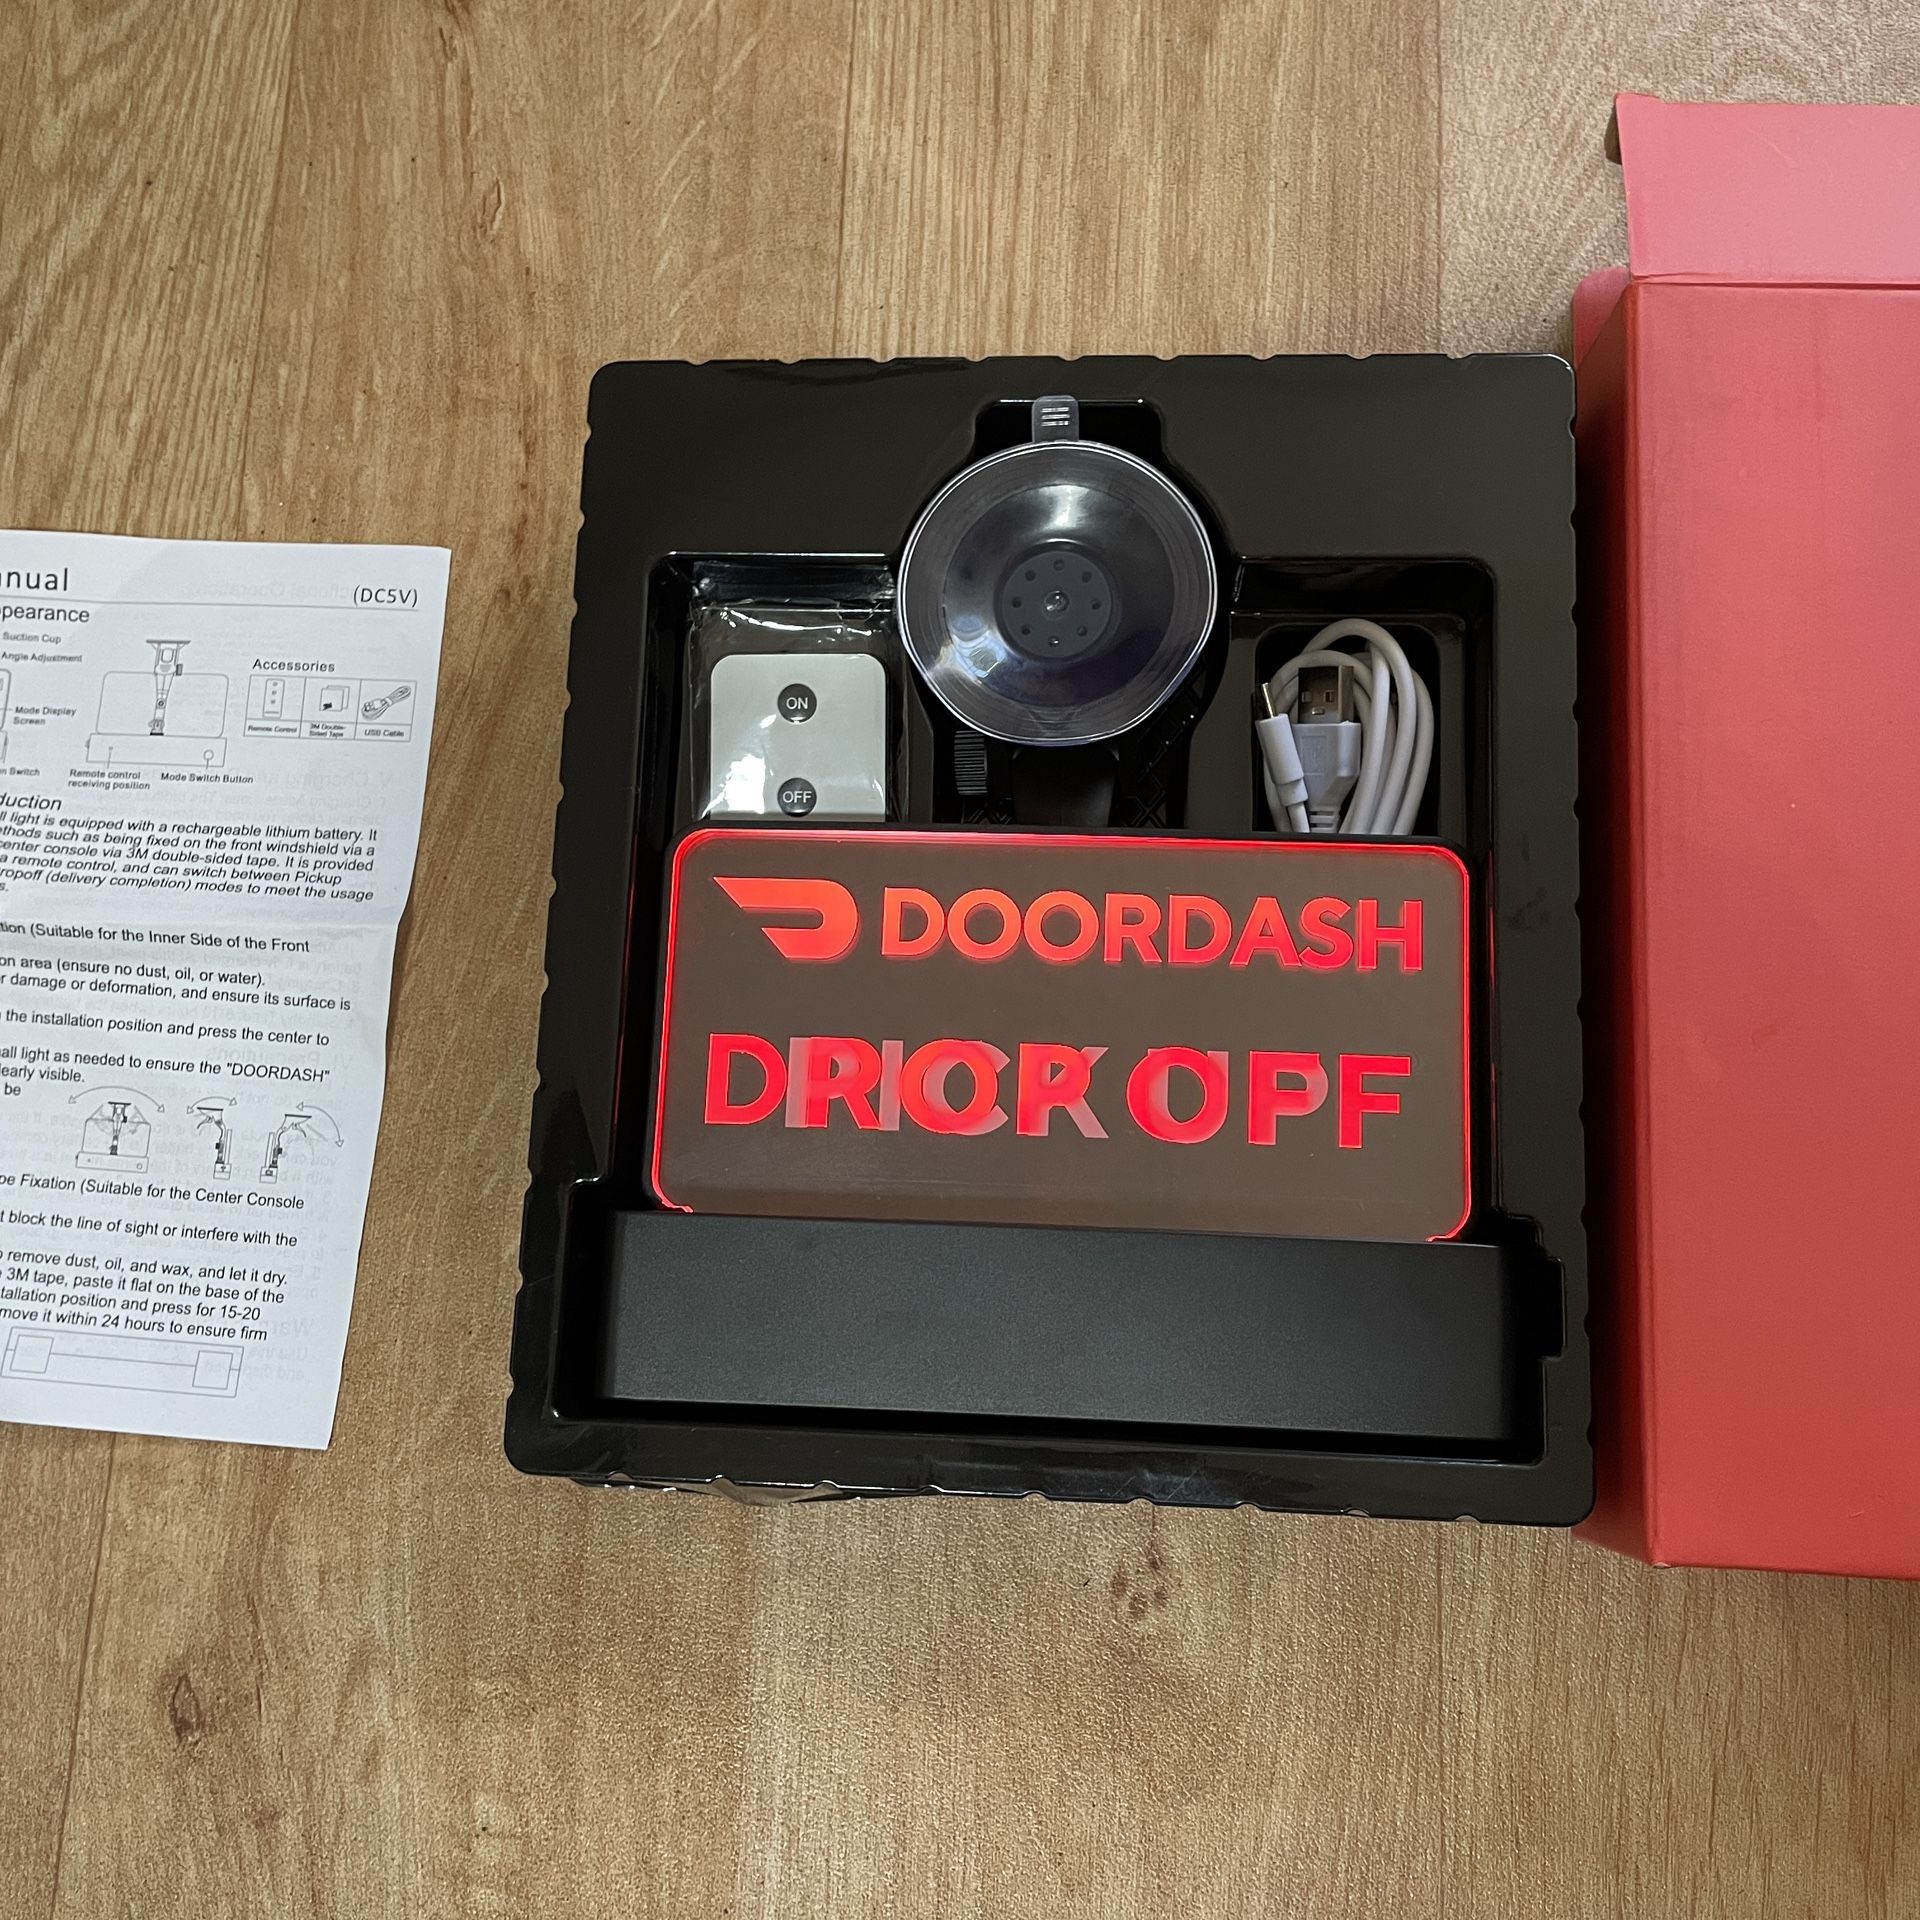 anual (DC5V)
ppearance
Suction Cup
Angle Adjustment
Accessories
Mode Display
Screen
Remote Control
3M Double-
Sided Tape
USB Cable
n Switch
Remote control
receiving position
Mode Switch Button
duction
ll light is equipped with a rechargeable lithium battery. It
ethods such as being fixed on the front windshield via a
center console via 3M double-sided tape. It is provided
a remote control, and can switch between Pickup
ropoff (delivery completion) modes to meet the usage
s.
tion (Suitable for the Inner Side of the Front
on area (ensure no dust, oil, or water).
r damage or deformation, and ensure its surface is
the installation position and press the center to
all light as needed to ensure the "DOORDASH"
learly visible.
be
pe Fixation (Suitable for the Center Console
t block the line of sight or interfere with the
o remove dust, oil, and wax, and let it dry.
3M tape, paste it flat on the base of the
tallation position and press for 15-20
move it within 24 hours to ensure firm
ON
OFF
DOORDASH
DROP OFF
PICK UP